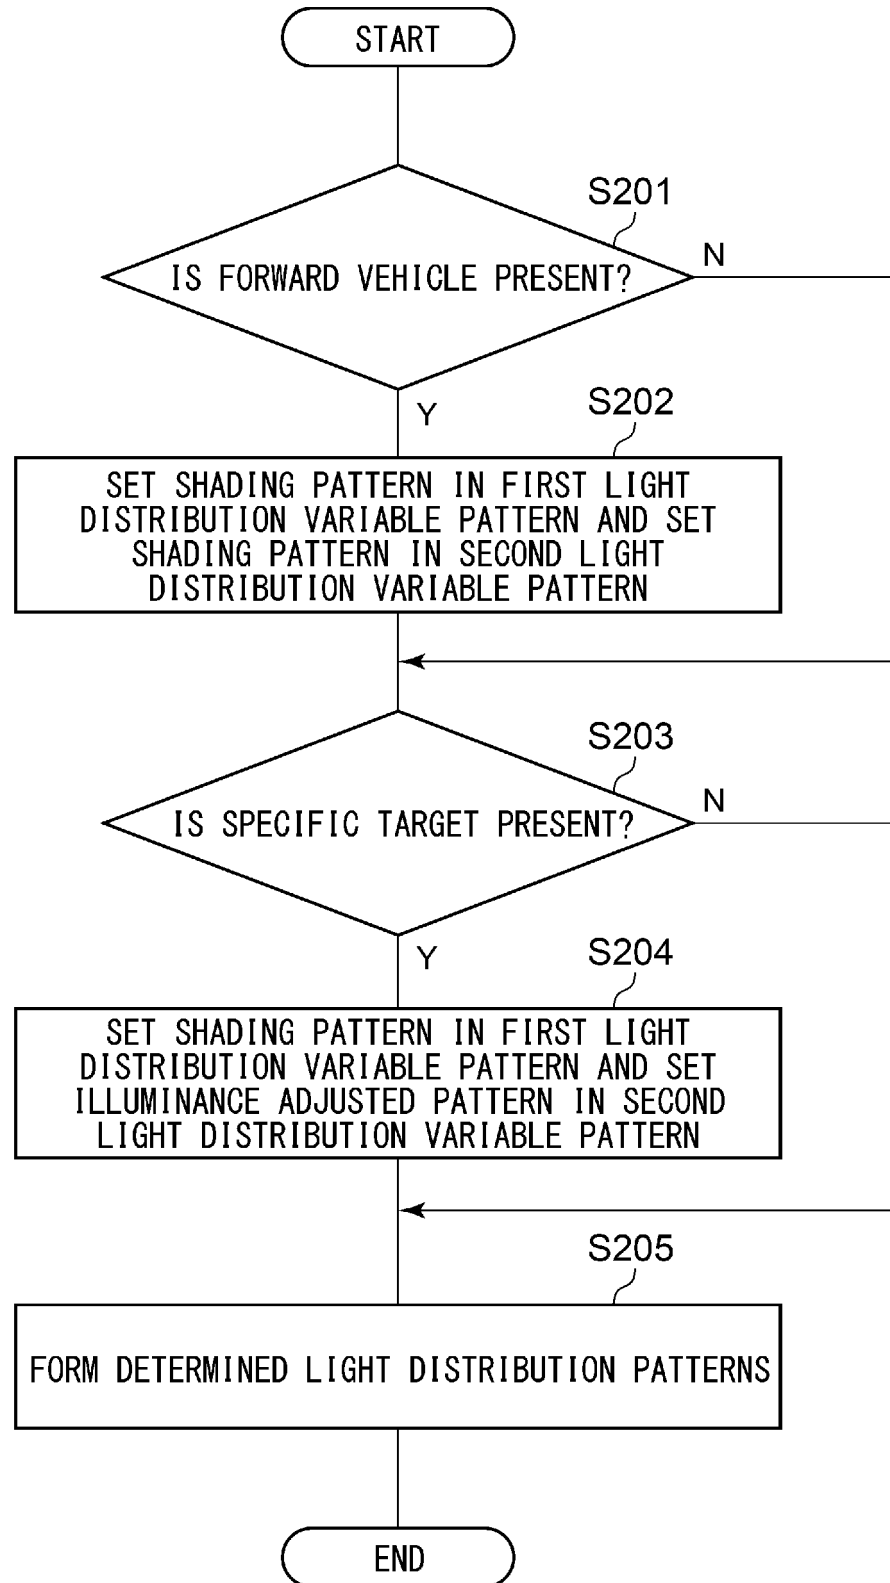 START
S201
IS FORWARD VEHICLE PRESENT?
N
Y
S202
SET SHADING PATTERN IN FIRST LIGHT
DISTRIBUTION VARIABLE PATTERN AND SET
SHADING PATTERN IN SECOND LIGHT
DISTRIBUTION VARIABLE PATTERN
S203
IS SPECIFIC TARGET PRESENT?
N
Y
S204
SET SHADING PATTERN IN FIRST LIGHT
DISTRIBUTION VARIABLE PATTERN AND SET
ILLUMINANCE ADJUSTED PATTERN IN SECOND
LIGHT DISTRIBUTION VARIABLE PATTERN
S205
FORM DETERMINED LIGHT DISTRIBUTION PATTERNS
END